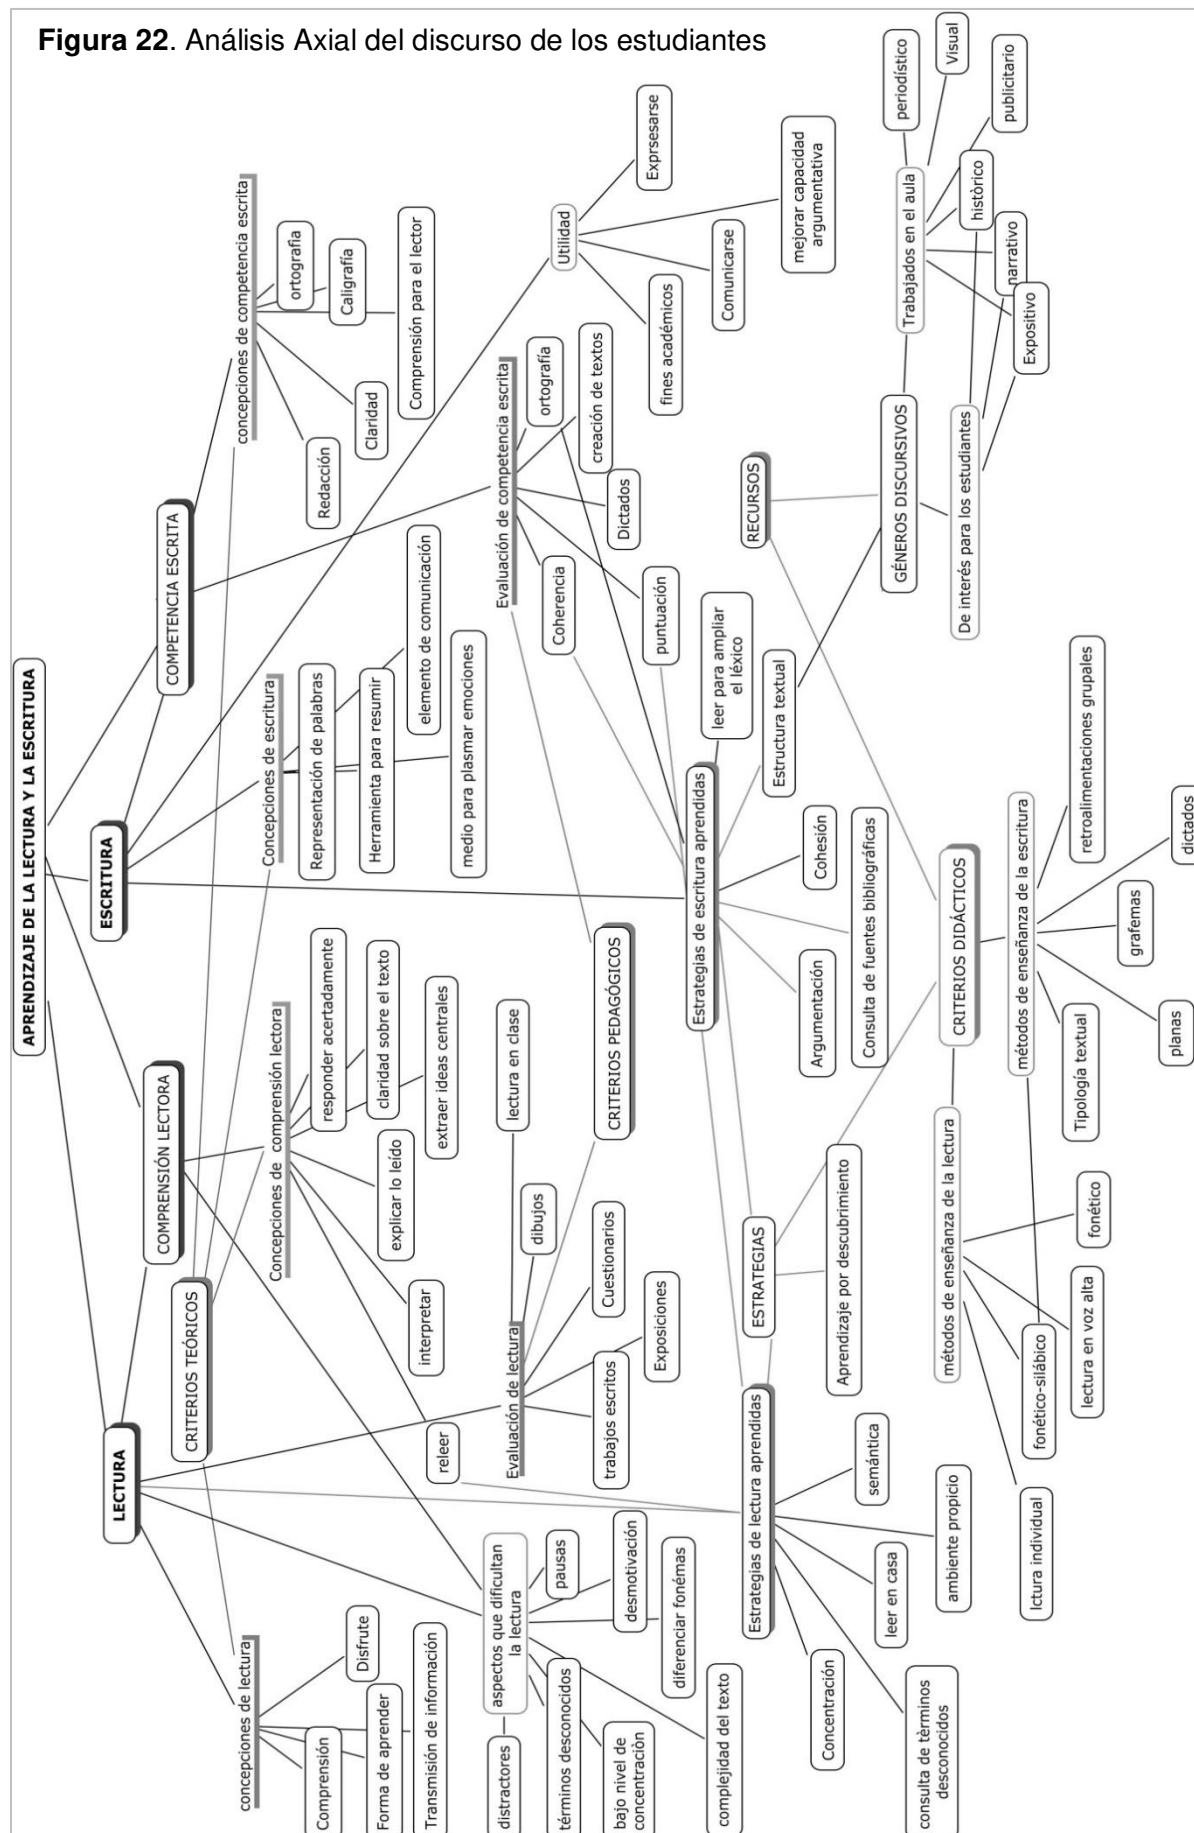 Figura 22. Análisis Axial del discurso de los estudiantes
APRENDIZAJE DE LA LECTURA Y LA ESCRITURA
LECTURA
COMPRENSIÓN LECTORA
ESCRITURA
COMPETENCIA ESCRITA
CRITERIOS TEÓRICOS
concepciones de lectura
Comprensión
Forma de aprender
Transmisión de información
Disfrute
Concepciones de comprensión lectora
releer
interpretar
explicar lo leído
extraer ideas centrales
claridad sobre el texto
responder acertadamente
Concepciones de escritura
Representación de palabras
Herramienta para resumir
elemento de comunicación
medio para plasmar emociones
concepciones de competencia escrita
Redacción
Claridad
Comprensión para el lector
Caligrafía
ortografía
aspectos que dificultan
la lectura
distractores
términos desconocidos
bajo nivel de
concentraciòn
complejidad del texto
diferenciar fonémas
desmotivación
pausas
Evaluación de lectura
trabajos escritos
Exposiciones
Cuestionarios
dibujos
lectura en clase
CRITERIOS PEDAGÓGICOS
Evaluación de competencia escrita
Coherencia
puntuación
Dictados
creación de textos
ortografía
Utilidad
fines académicos
Comunicarse
mejorar capacidad
argumentativa
Exprsesarse
Estrategias de lectura aprendidas
Concentración
consulta de tèrminos
desconocidos
leer en casa
ambiente propicio
semántica
ESTRATEGIAS
Aprendizaje por descubrimiento
Estrategias de escritura aprendidas
Argumentación
Consulta de fuentes bibliográficas
Cohesión
Estructura textual
leer para ampliar
el léxico
RECURSOS
GÉNEROS DISCURSIVOS
De interés para los estudiantes
Trabajados en el aula
Expositivo
narrativo
històrico
publicitario
Visual
periodístico
CRITERIOS DIDÁCTICOS
métodos de enseñanza de la lectura
lctura individual
fonético-silábico
lectura en voz alta
fonético
métodos de enseñanza de la escritura
Tipología textual
planas
grafemas
dictados
retroalimentaciones grupales